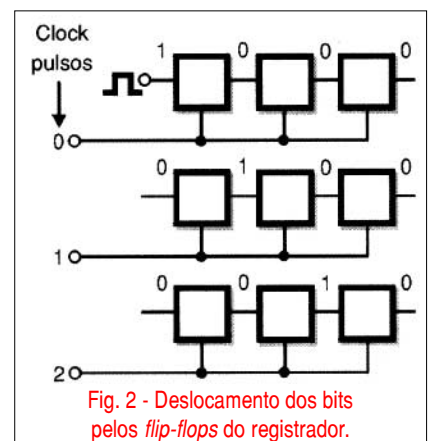 Clock
pulsos
1 0 0 0
0
0 1 0 0
1
0 0 1 0
2
Fig. 2 - Deslocamento dos bits
pelos flip-flops do registrador.